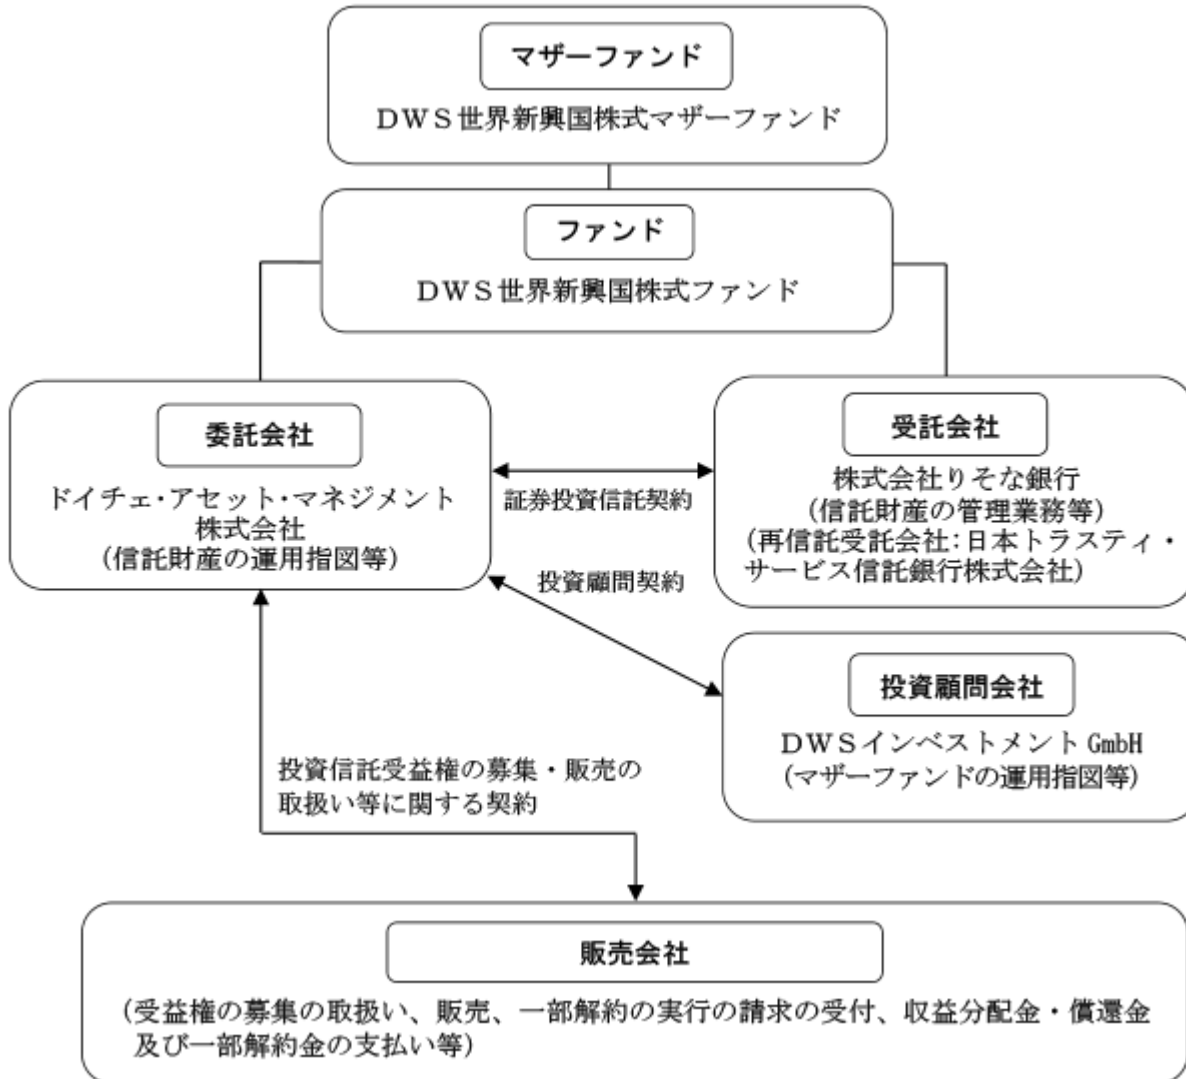 マザーファンド
DWS世界新興国株式マザーファンド
ファンド
DWS世界新興国株式ファンド
委託会社
ドイチェ・アセット・マネジメント
株式会社
(信託財産の運用指図等)
証券投資信託契約
受託会社
株式会社りそな銀行
(信託財産の管理業務等)
(再信託受託会社:日本トラスティ・
サービス信託銀行株式会社)
投資顧問契約
投資顧問会社
DWSインベストメント GmbH
(マザーファンドの運用指図等)
投資信託受益権の募集・販売の
取扱い等に関する契約
販売会社
(受益権の募集の取扱い、販売、一部解約の実行の請求の受付、収益分配金・償還金
及び一部解約金の支払い等)